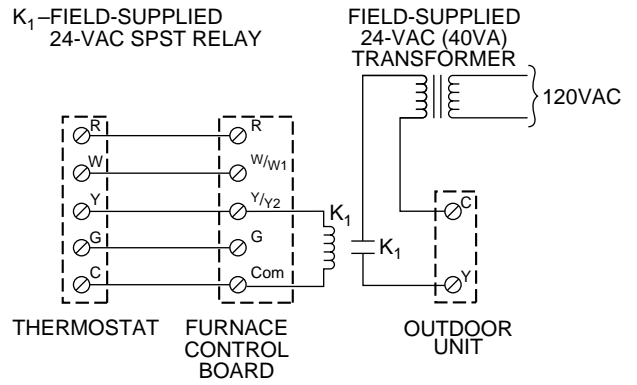 K1–FIELD-SUPPLIED
24-VAC SPST RELAY
FIELD-SUPPLIED
24-VAC (40VA)
TRANSFORMER
120VAC
R
W
Y
G
C
R
W/W1
Y/Y2
G
Com
K1
K1
C
Y
THERMOSTAT
FURNACE
CONTROL
BOARD
OUTDOOR
UNIT